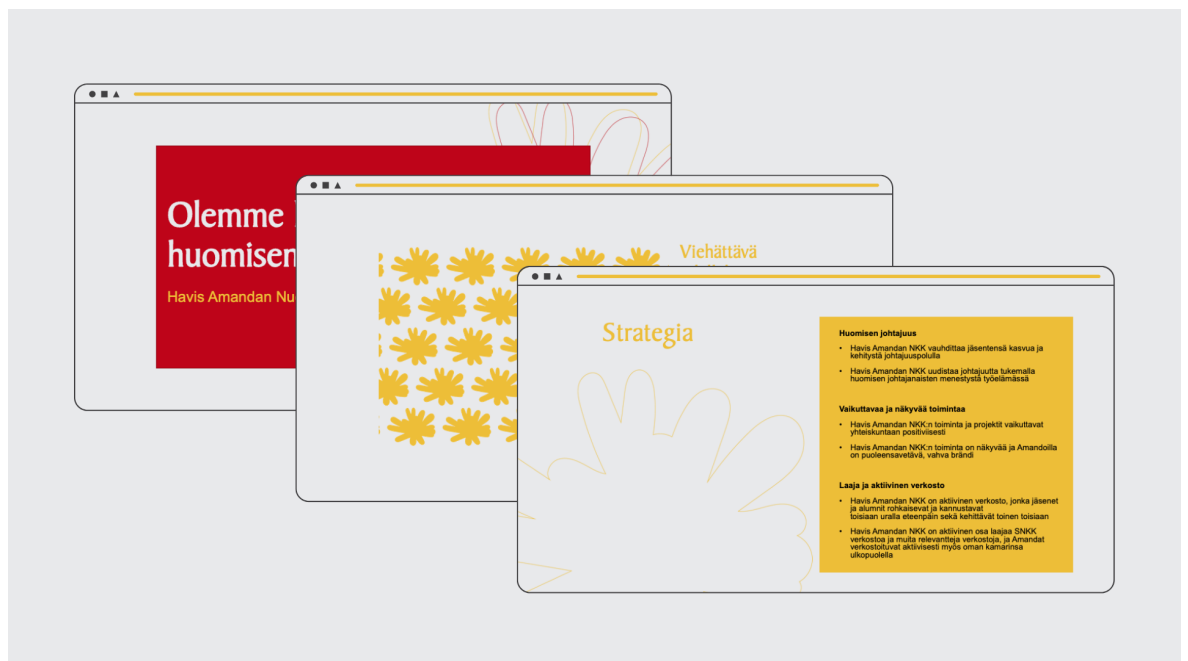 Olemme
huomisen
Havis Amandan Nu
Viehättävä
Strategia
Huomisen johtajuus
• Havis Amandan NKK vauhdittaa jäsentensä kasvua ja
kehitystä johtajuuspolulla
• Havis Amandan NKK uudistaa johtajuutta tukemalla
huomisen johtajanaisten menestystä työelämässä
Vaikuttavaa ja näkyvää toimintaa
• Havis Amandan NKK:n toiminta ja projektit vaikuttavat
yhteiskuntaan positiivisesti
• Havis Amandan NKK:n toiminta on näkyvää ja Amandoilla
on puoleensavetävä, vahva brändi
Laaja ja aktiivinen verkosto
• Havis Amandan NKK on aktiivinen verkosto, jonka jäsenet
ja alumnit rohkaisevat ja kannustavat
toisiaan uralla eteenpäin sekä kehittävät toinen toisiaan
• Havis Amandan NKK on aktiivinen osa laajaa SNKK
verkostoa ja muita relevantteja verkostoja, ja Amandat
verkostoituvat aktiivisesti myös oman kamarinsa
ulkopuolella